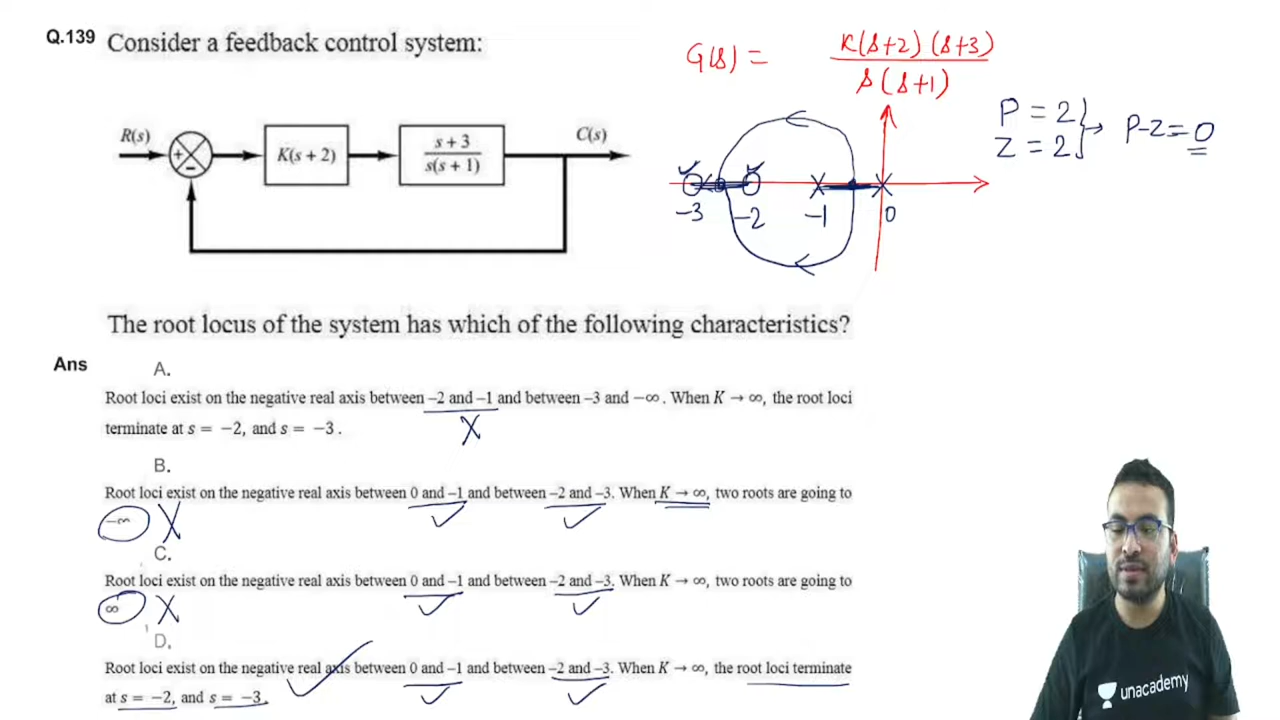 Q.139 Consider a feedback control system:
R(s)
+
−
K(s + 2)
s + 3
s(s + 1)
C(s)
G(s) = K(s+2)(s+3)
s(s+1)
P = 2
Z = 2
P-Z=0
-3 -2 -1 0
The root locus of the system has which of the following characteristics?
Ans
A.
Root loci exist on the negative real axis between −2 and −1 and between −3 and −∞. When K → ∞, the root loci
terminate at s = −2, and s = −3 .
X
B.
Root loci exist on the negative real axis between 0 and −1 and between −2 and −3. When K → ∞, two roots are going to
−∞ X
C.
Root loci exist on the negative real axis between 0 and −1 and between −2 and −3. When K → ∞, two roots are going to
∞ X
D.
Root loci exist on the negative real axis between 0 and −1 and between −2 and −3. When K → ∞, the root loci terminate
at s = −2, and s = −3.
unacademy